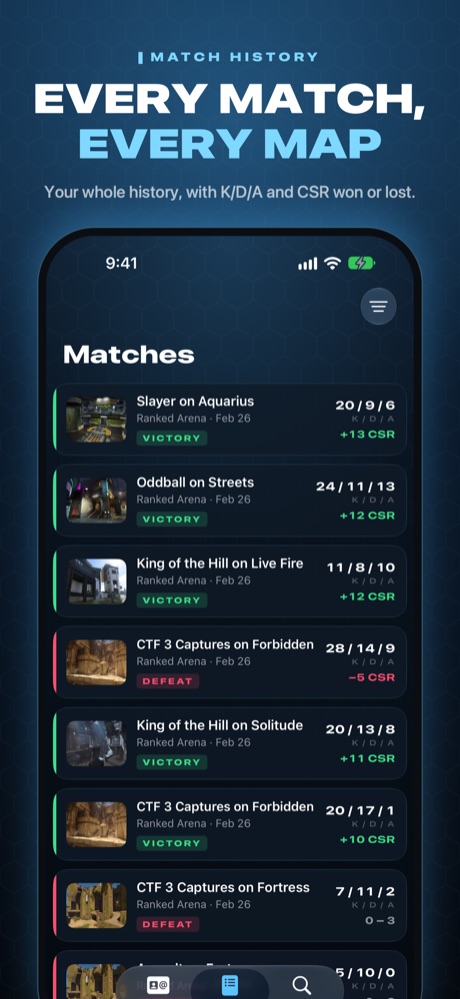 MATCH HISTORY
EVERY MATCH,
EVERY MAP
Your whole history, with K/D/A and CSR won or lost.
9:41
Matches
Slayer on Aquarius
20/9/6
Ranked Arena · Feb 26
K / D / A
VICTORY
+13 CSR
Oddball on Streets
24/11/13
Ranked Arena · Feb 26
K / D / A
VICTORY
+12 CSR
King of the Hill on Live Fire
11/8/10
Ranked Arena · Feb 26
K / D / A
VICTORY
+12 CSR
CTF 3 Captures on Forbidden
28/14/9
Ranked Arena · Feb 26
K / D / A
DEFEAT
−5 CSR
King of the Hill on Solitude
20/13/8
Ranked Arena · Feb 26
K / D / A
VICTORY
+11 CSR
CTF 3 Captures on Forbidden
20/17/1
Ranked Arena · Feb 26
K / D / A
VICTORY
+10 CSR
CTF 3 Captures on Fortress
7/11/2
Ranked Arena · Feb 26
K / D / A
DEFEAT
0 – 3
5/10/0